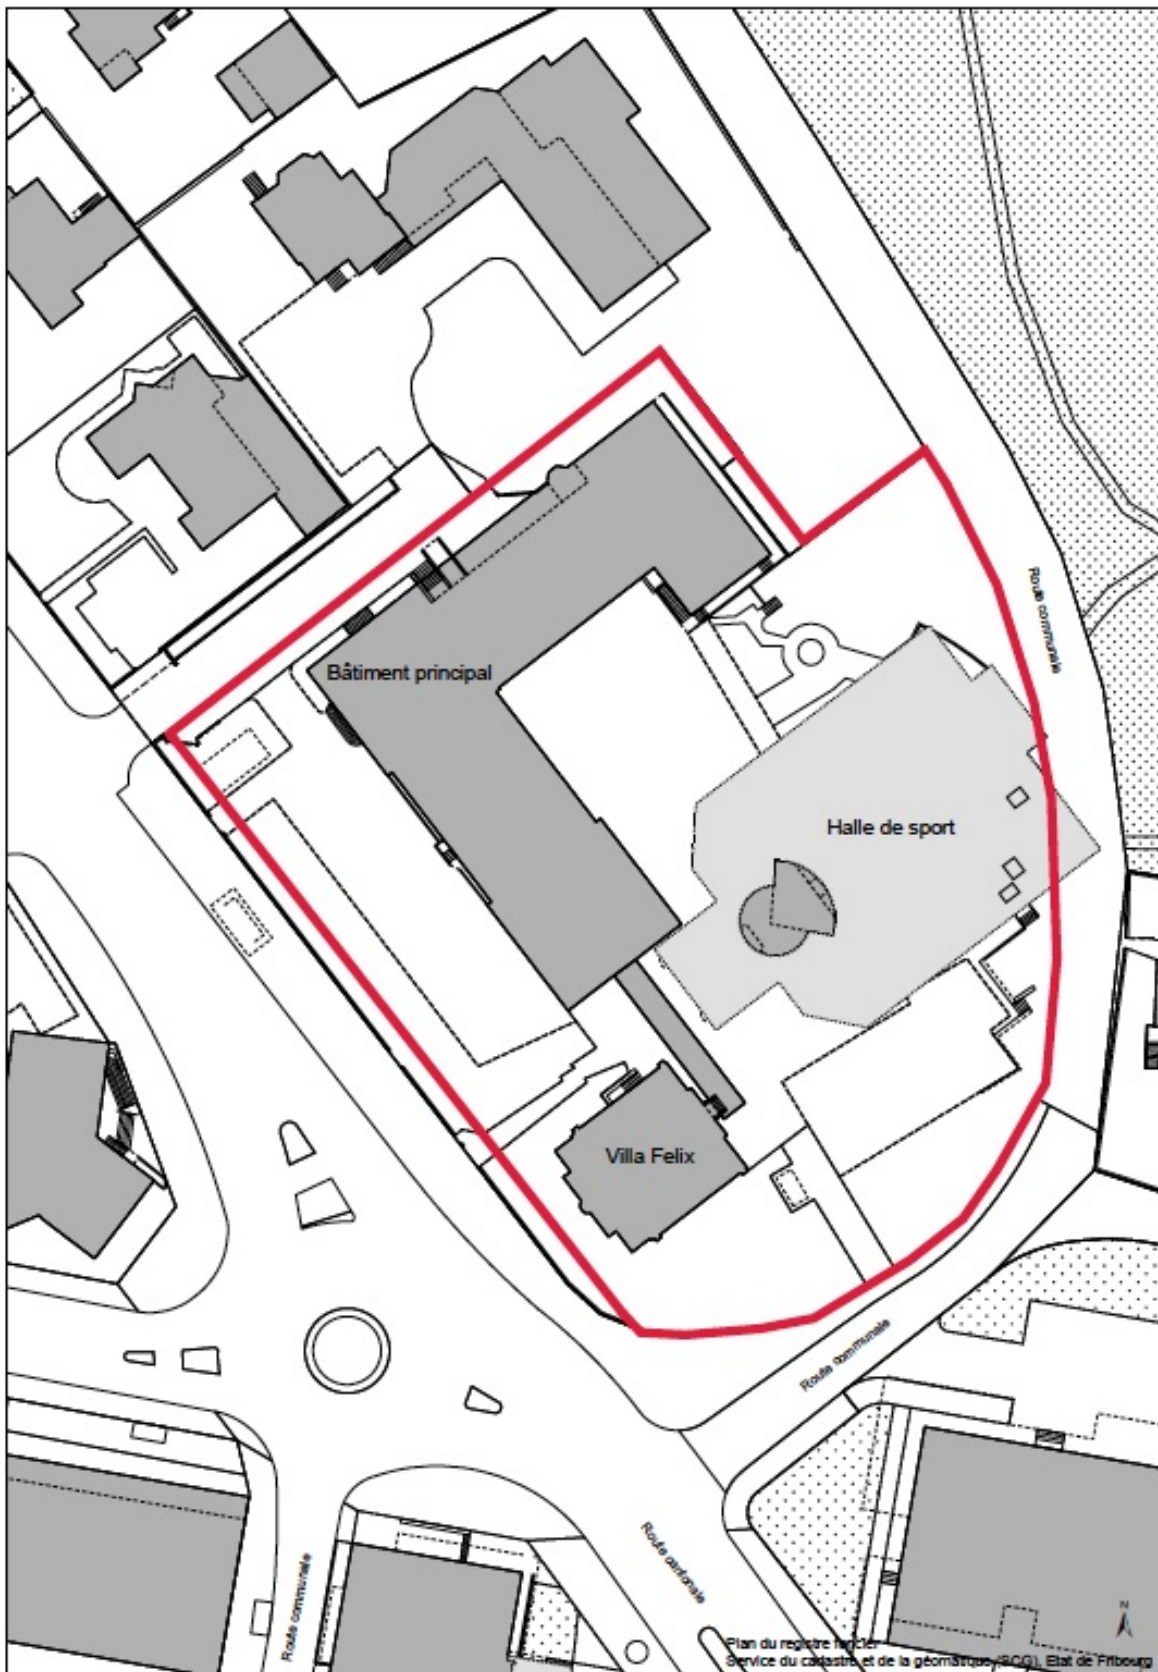 Route communale
Bâtiment principal
Halle de sport
Villa Felix
Route communale
Route cantonale
Route communale
N
Plan du registre foncier
Service du cadastre et de la géomatique (SCG), Etat de Fribourg